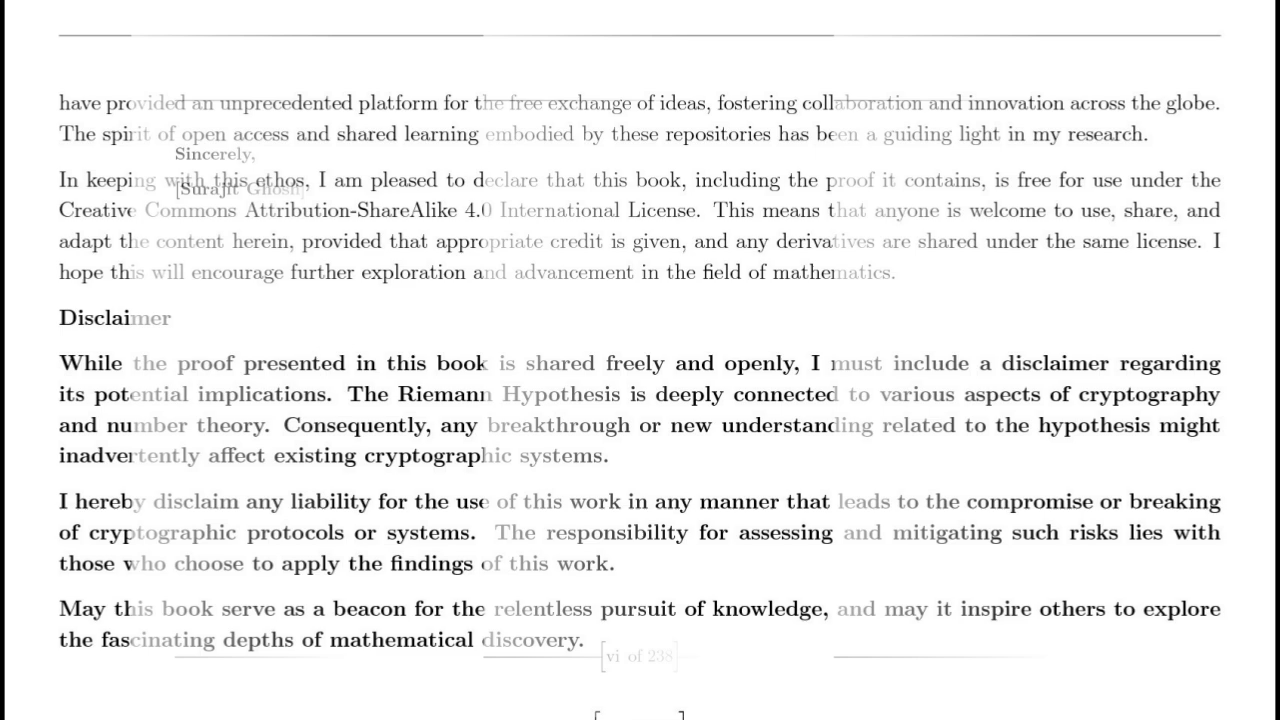 have provided an unprecedented platform for the free exchange of ideas, fostering collaboration and innovation across the globe.
The spirit of open access and shared learning embodied by these repositories has been a guiding light in my research.
Sincerely,
In keeping with this ethos, I am pleased to declare that this book, including the proof it contains, is free for use under the
[Surajit Ghosh]
Creative Commons Attribution-ShareAlike 4.0 International License. This means that anyone is welcome to use, share, and
adapt the content herein, provided that appropriate credit is given, and any derivatives are shared under the same license. I
hope this will encourage further exploration and advancement in the field of mathematics.
Disclaimer
While the proof presented in this book is shared freely and openly, I must include a disclaimer regarding
its potential implications. The Riemann Hypothesis is deeply connected to various aspects of cryptography
and number theory. Consequently, any breakthrough or new understanding related to the hypothesis might
inadvertently affect existing cryptographic systems.
I hereby disclaim any liability for the use of this work in any manner that leads to the compromise or breaking
of cryptographic protocols or systems. The responsibility for assessing and mitigating such risks lies with
those who choose to apply the findings of this work.
May this book serve as a beacon for the relentless pursuit of knowledge, and may it inspire others to explore
the fascinating depths of mathematical discovery.
[vi of 238]